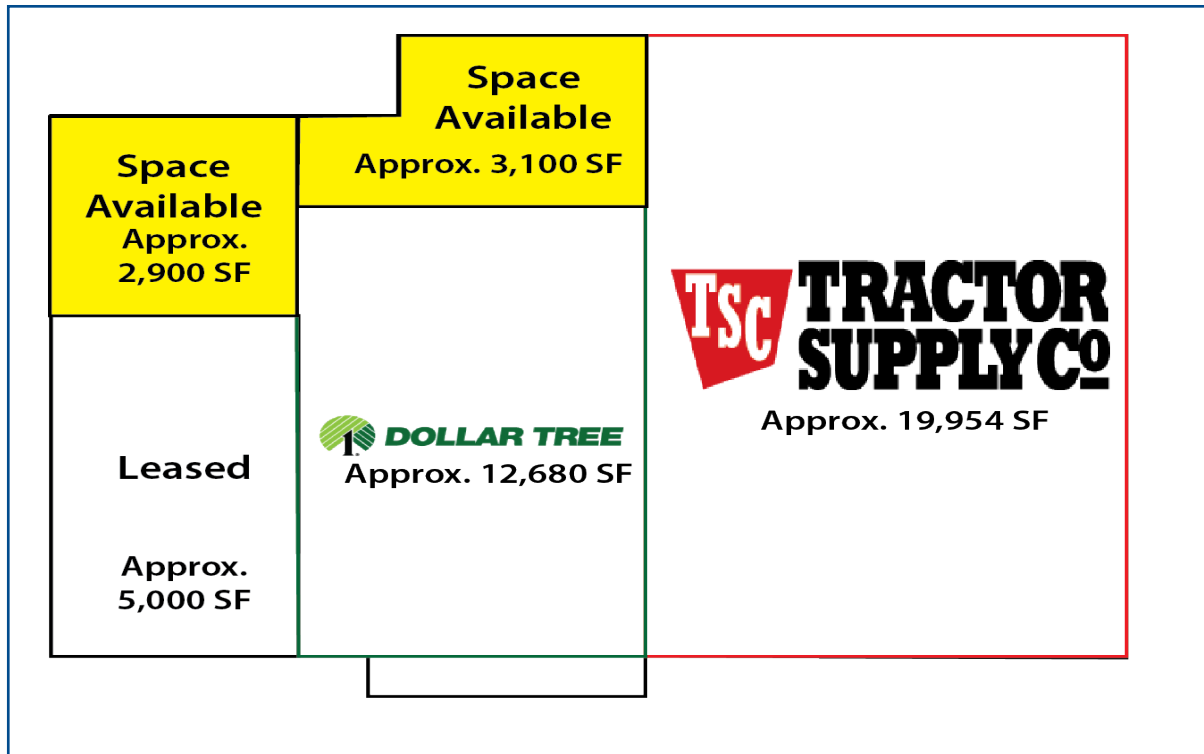 Space
Available
Approx. 3,100 SF
Space
Available
Approx.
2,900 SF
TSC TRACTOR
SUPPLY CO
Approx. 19,954 SF
1 DOLLAR TREE
Approx. 12,680 SF
Leased
Approx.
5,000 SF